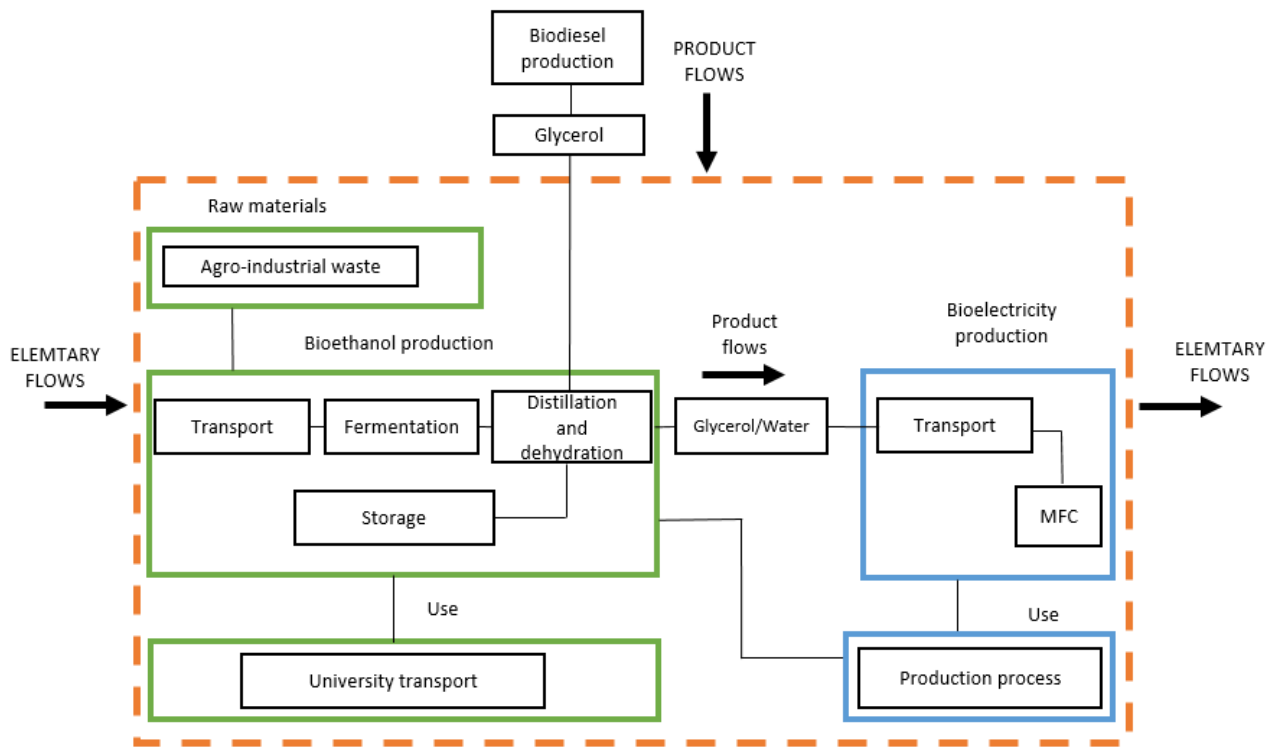 Biodiesel
production
PRODUCT
FLOWS
Glycerol
Raw materials
Agro-industrial waste
Bioethanol production
Product
flows
Bioelectricity
production
ELEMTARY
FLOWS
ELEMTARY
FLOWS
Transport
Fermentation
Distillation
and
dehydration
Glycerol/Water
Transport
Storage
MFC
Use
Use
University transport
Production process